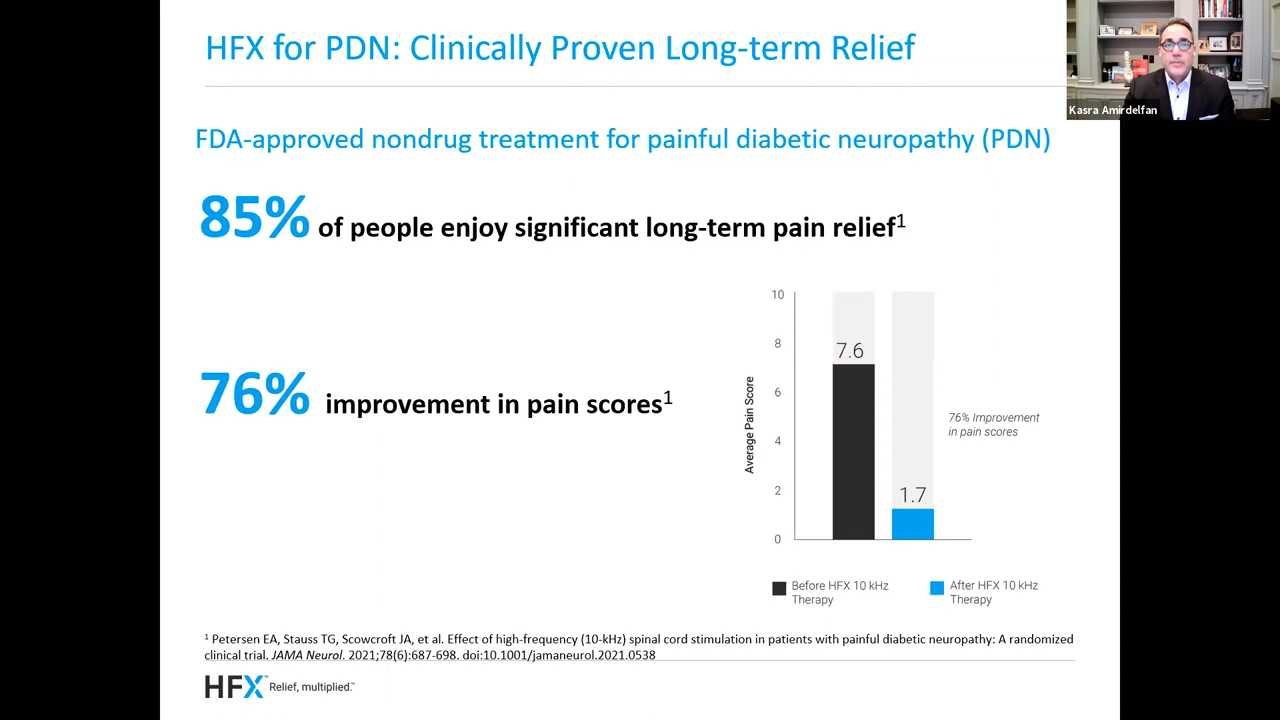 HFX for PDN: Clinically Proven Long-term Relief
Kasra Amirdelfan
FDA-approved nondrug treatment for painful diabetic neuropathy (PDN)
85% of people enjoy significant long-term pain relief1
76% improvement in pain scores1
Average Pain Score
10
8
6
4
2
0
7.6
1.7
76% Improvement
in pain scores
Before HFX 10 kHz
Therapy
After HFX 10 kHz
Therapy
1 Petersen EA, Stauss TG, Scowcroft JA, et al. Effect of high-frequency (10-kHz) spinal cord stimulation in patients with painful diabetic neuropathy: A randomized
clinical trial. JAMA Neurol. 2021;78(6):687-698. doi:10.1001/jamaneurol.2021.0538
HFX™ Relief, multiplied.™